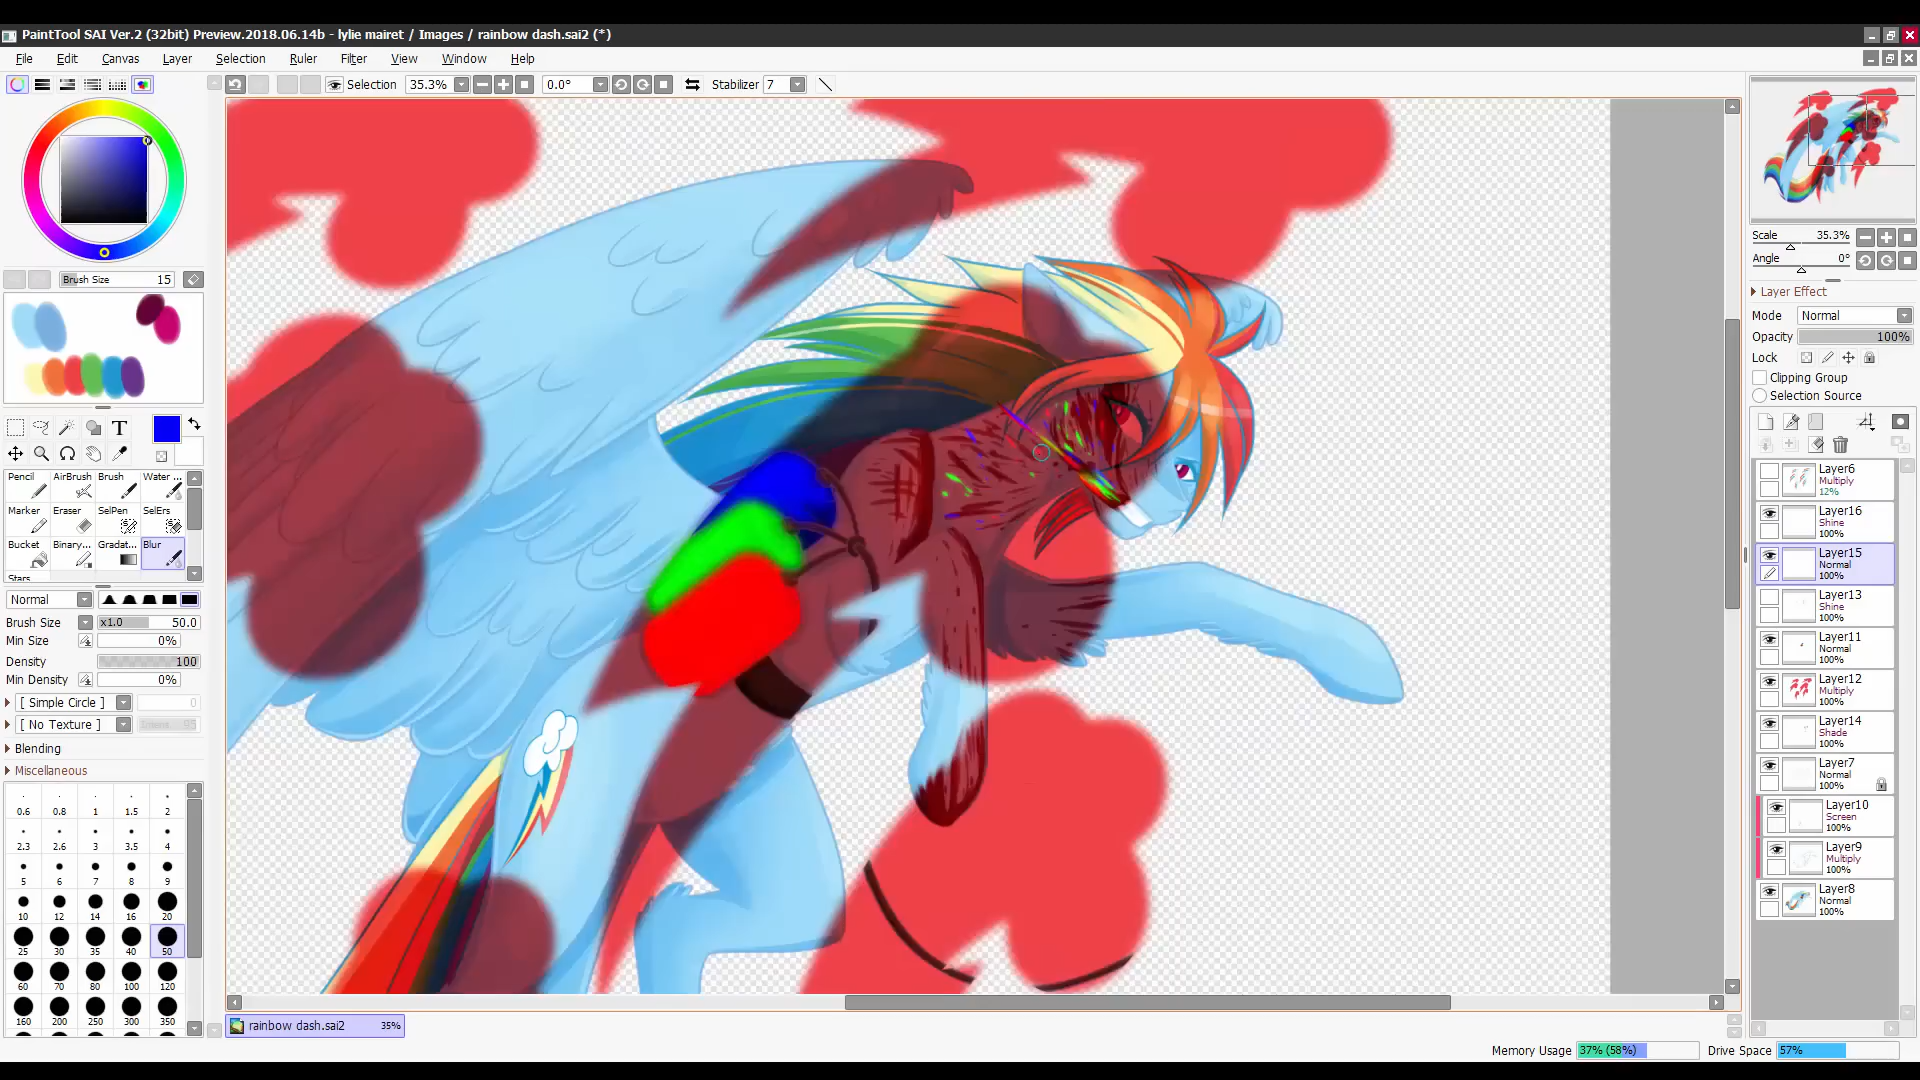 PaintTool SAI Ver.2 (32bit) Preview.2018.06.14b - lylie mairet / Images / rainbow dash.sai2 (*)
File Edit Canvas Layer Selection Ruler Filter View Window Help
Selection 35.3% 0.0° Stabilizer 7
Brush Size 15
T
Pencil AirBrush Brush Water ...
Marker Eraser SelPen SelErs
Bucket Binary... Gradat... Blur
Stars
Normal
Brush Size x1.0 50.0
Min Size 0%
Density 100
Min Density 0%
[ Simple Circle ] 0
[ No Texture ] 95
Blending
Miscellaneous
0.6 0.8 1 1.5 2
2.3 2.6 3 3.5 4
5 6 7 8 9
10 12 14 16 20
25 30 35 40 50
60 70 80 100 120
160 200 250 300 350
rainbow dash.sai2 35%
Scale 35.3%
Angle 0°
Layer Effect
Mode Normal
Opacity 100%
Lock
Clipping Group
Selection Source
Layer6
Multiply
12%
Layer16
Shine
100%
Layer15
Normal
100%
Layer13
Shine
100%
Layer11
Normal
100%
Layer12
Multiply
100%
Layer14
Shade
100%
Layer7
Normal
100%
Layer10
Screen
100%
Layer9
Multiply
100%
Layer8
Normal
100%
Memory Usage 37% (58%) Drive Space 57%